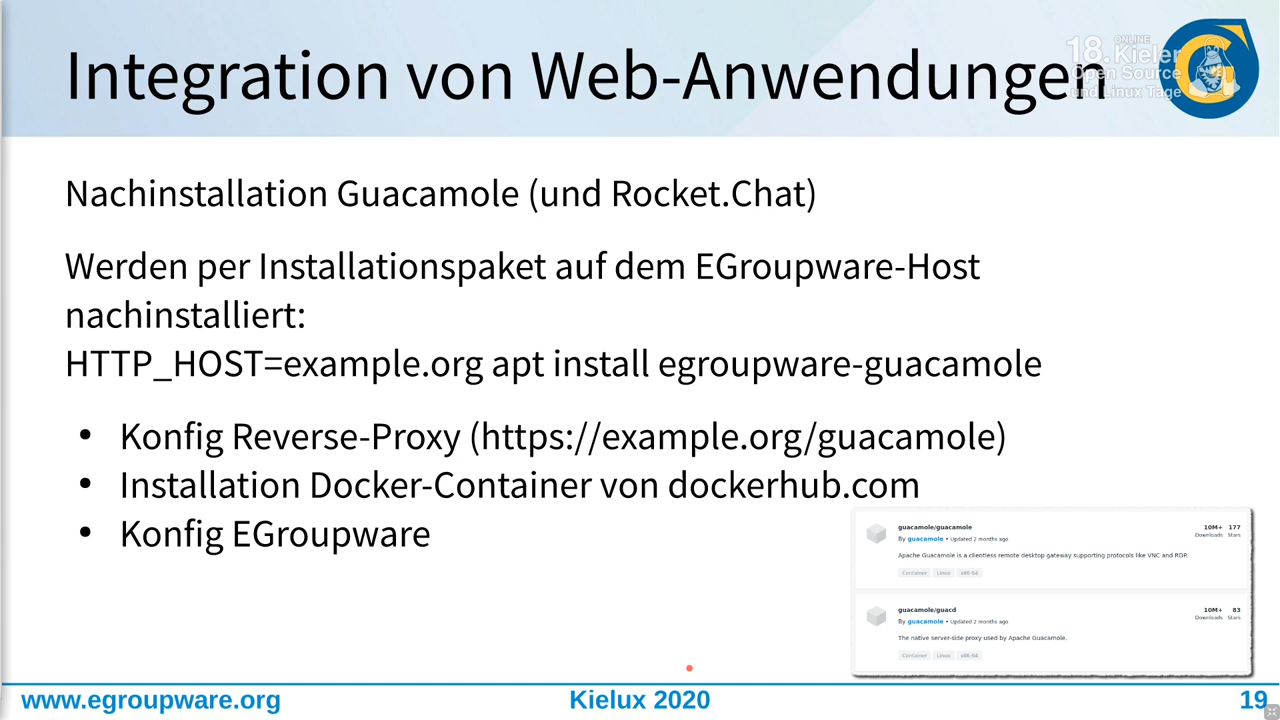 Integration von Web-Anwendungen
ONLINE
18. Kieler
Open Source
und Linux Tage
Nachinstallation Guacamole (und Rocket.Chat)
Werden per Installationspaket auf dem EGroupware-Host
nachinstalliert:
HTTP_HOST=example.org apt install egroupware-guacamole
• Konfig Reverse-Proxy (https://example.org/guacamole)
• Installation Docker-Container von dockerhub.com
• Konfig EGroupware
guacamole/guacamole
10M+ 177
By guacamole • Updated 2 months ago
Downloads Stars
Apache Guacamole is a clientless remote desktop gateway supporting protocols like VNC and RDP.
Container Linux x86-64
guacamole/guacd
10M+ 83
By guacamole • Updated 2 months ago
Downloads Stars
The native server-side proxy used by Apache Guacamole.
Container Linux x86-64
www.egroupware.org
Kielux 2020
19